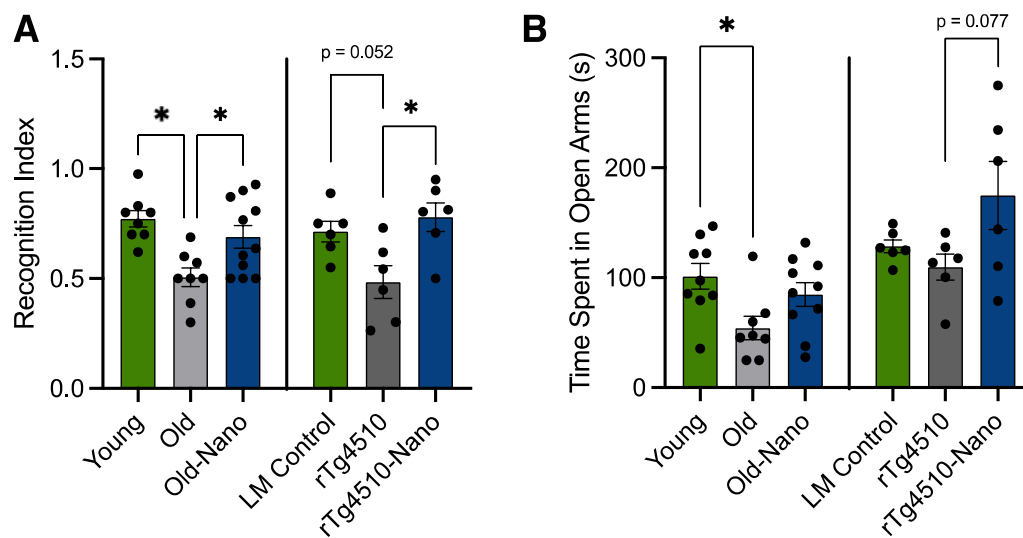 A
Recognition Index
1.5
1.0
0.5
0.0
*
*
p = 0.052
*
Young
Old
Old-Nano
LM Control
rTg4510
rTg4510-Nano
B
Time Spent in Open Arms (s)
300
200
100
0
*
p = 0.077
Young
Old
Old-Nano
LM Control
rTg4510
rTg4510-Nano